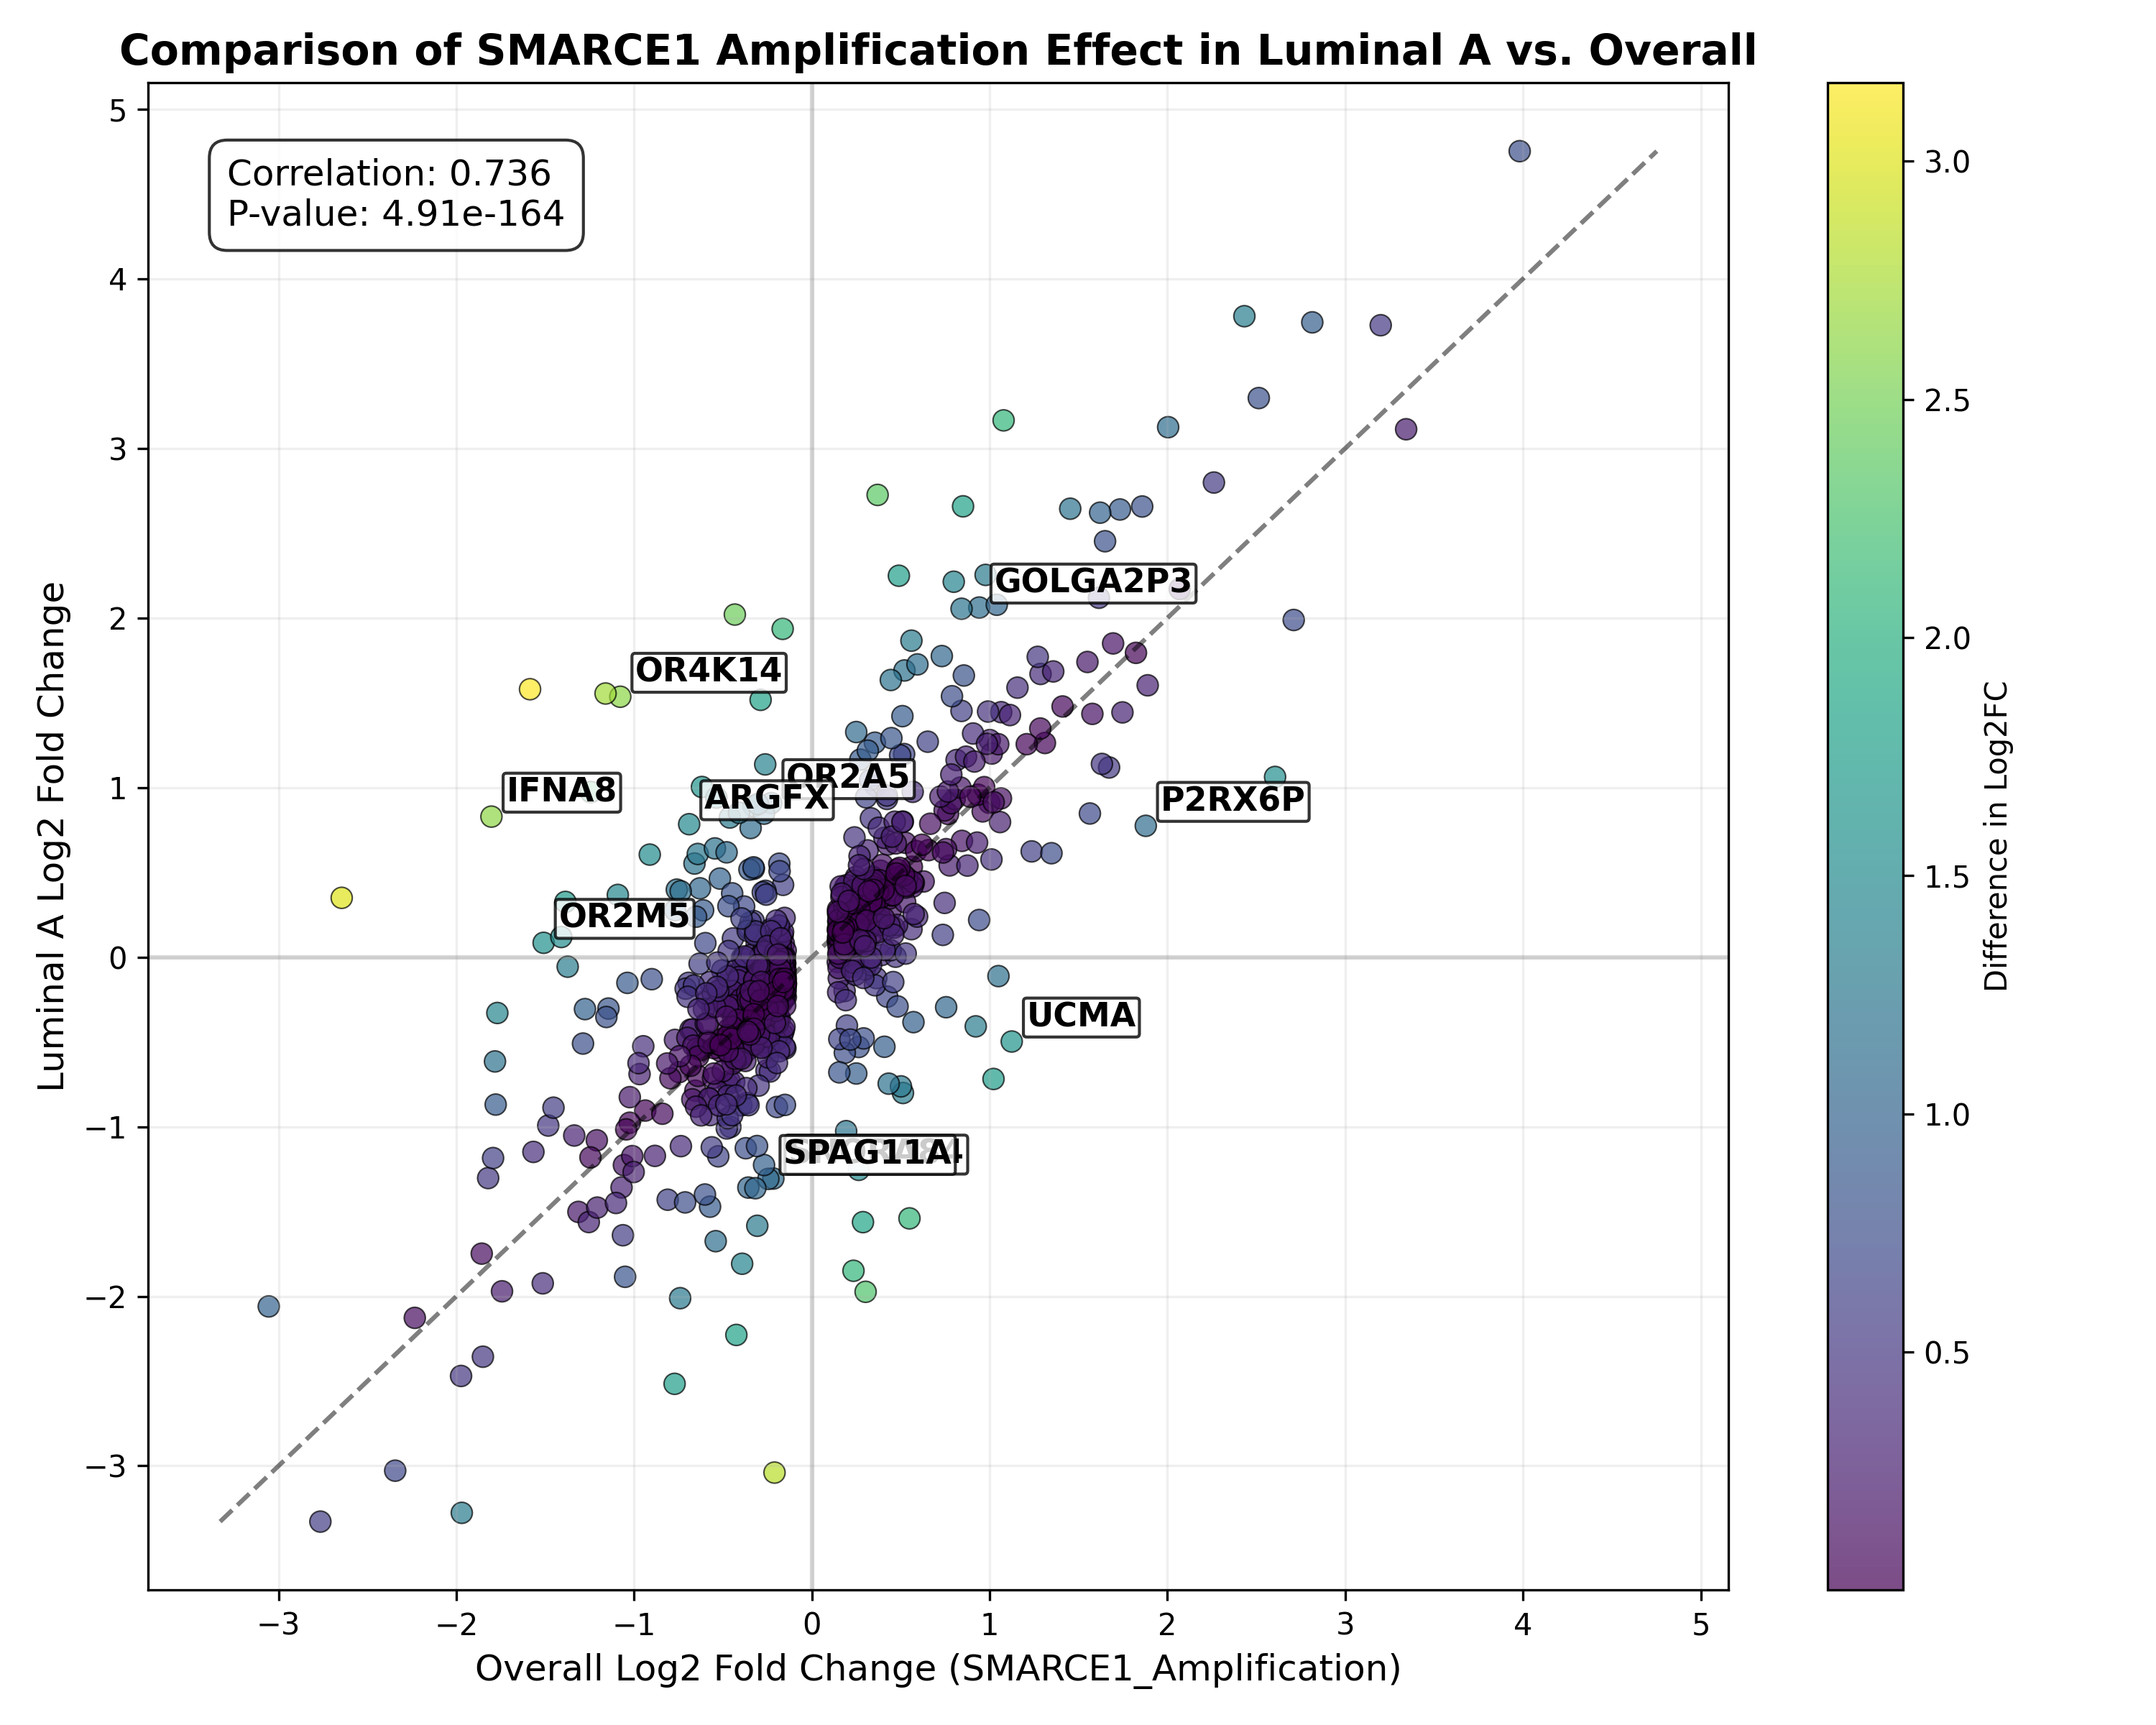 Comparison of SMARCE1 Amplification Effect in Luminal A vs. Overall
Correlation: 0.736
P-value: 4.91e-164
5
4
3
2
1
0
−1
−2
−3
Luminal A Log2 Fold Change
GOLGA2P3
OR4K14
OR2A5
IFNA8
ARGFX
P2RX6P
OR2M5
UCMA
SPAG11A
−3
−2
−1
0
1
2
3
4
5
Overall Log2 Fold Change (SMARCE1_Amplification)
3.0
2.5
2.0
1.5
1.0
0.5
Difference in Log2FC